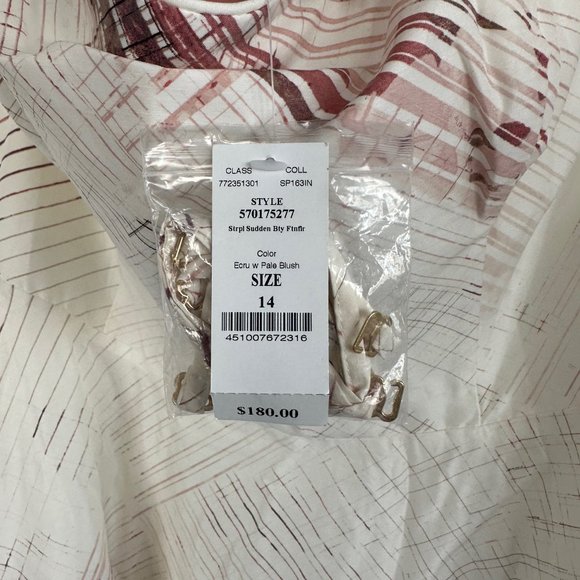 CLASS COLL
772351301 SP163IN
STYLE
570175277
Strpl Sudden Bty Ftnflr
Color
Ecru w Pale Blush
SIZE
14
451007672316
$180.00